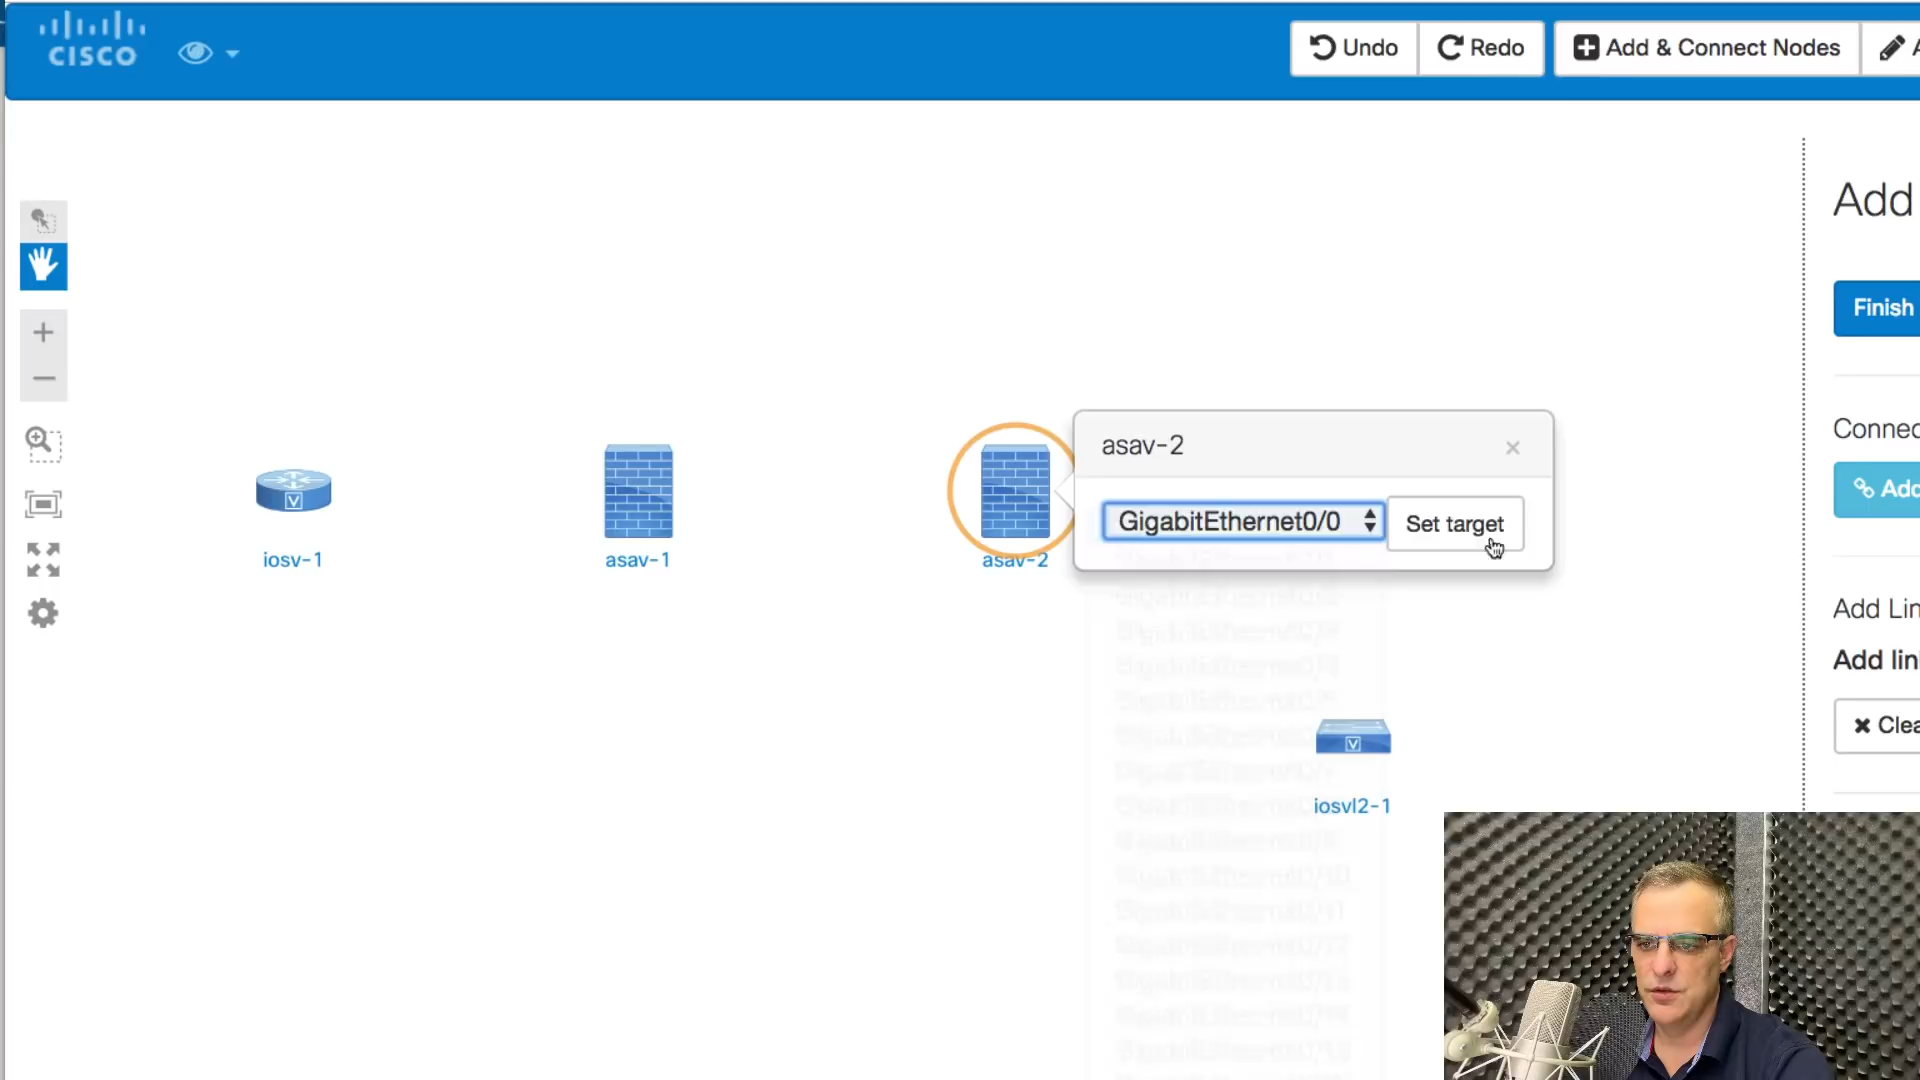 CISCO
Undo
Redo
Add & Connect Nodes
A
Add
Finish
asav-2
Connec
GigabitEthernet0/0
Set target
Add
iosv-1
asav-1
asav-2
Add Lin
Add lin
Clea
V
V
iosvl2-1